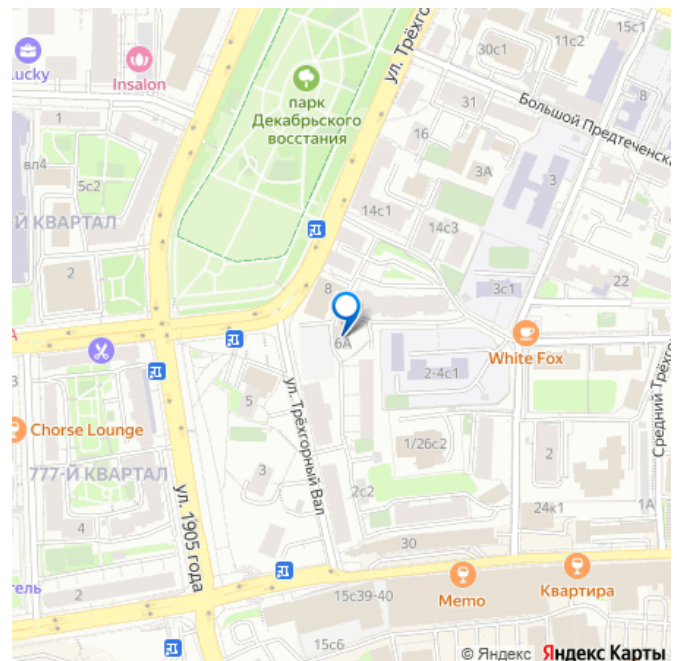 15с1
30с1
11с2
Lucky
Insalon
парк
Декабрьского
восстания
ул. Трёхг
31
8
Большой Предтеченск
1
16
вл4
5с2
3А
3
14с1
Й КВАРТАЛ
14с3
2
8
3с1
22
6А
White Fox
3
2-4с1
5
Chorse Lounge
ул. Трёхгорный Вал
Средний Трёхго
777-Й КВАРТАЛ
3
1/26с2
2
2с2
ул. 1905 года
24к1
1А
4
30
тель
2
15с39-40
Memo
Квартира
15с6
© Яндекс Яндекс Карты